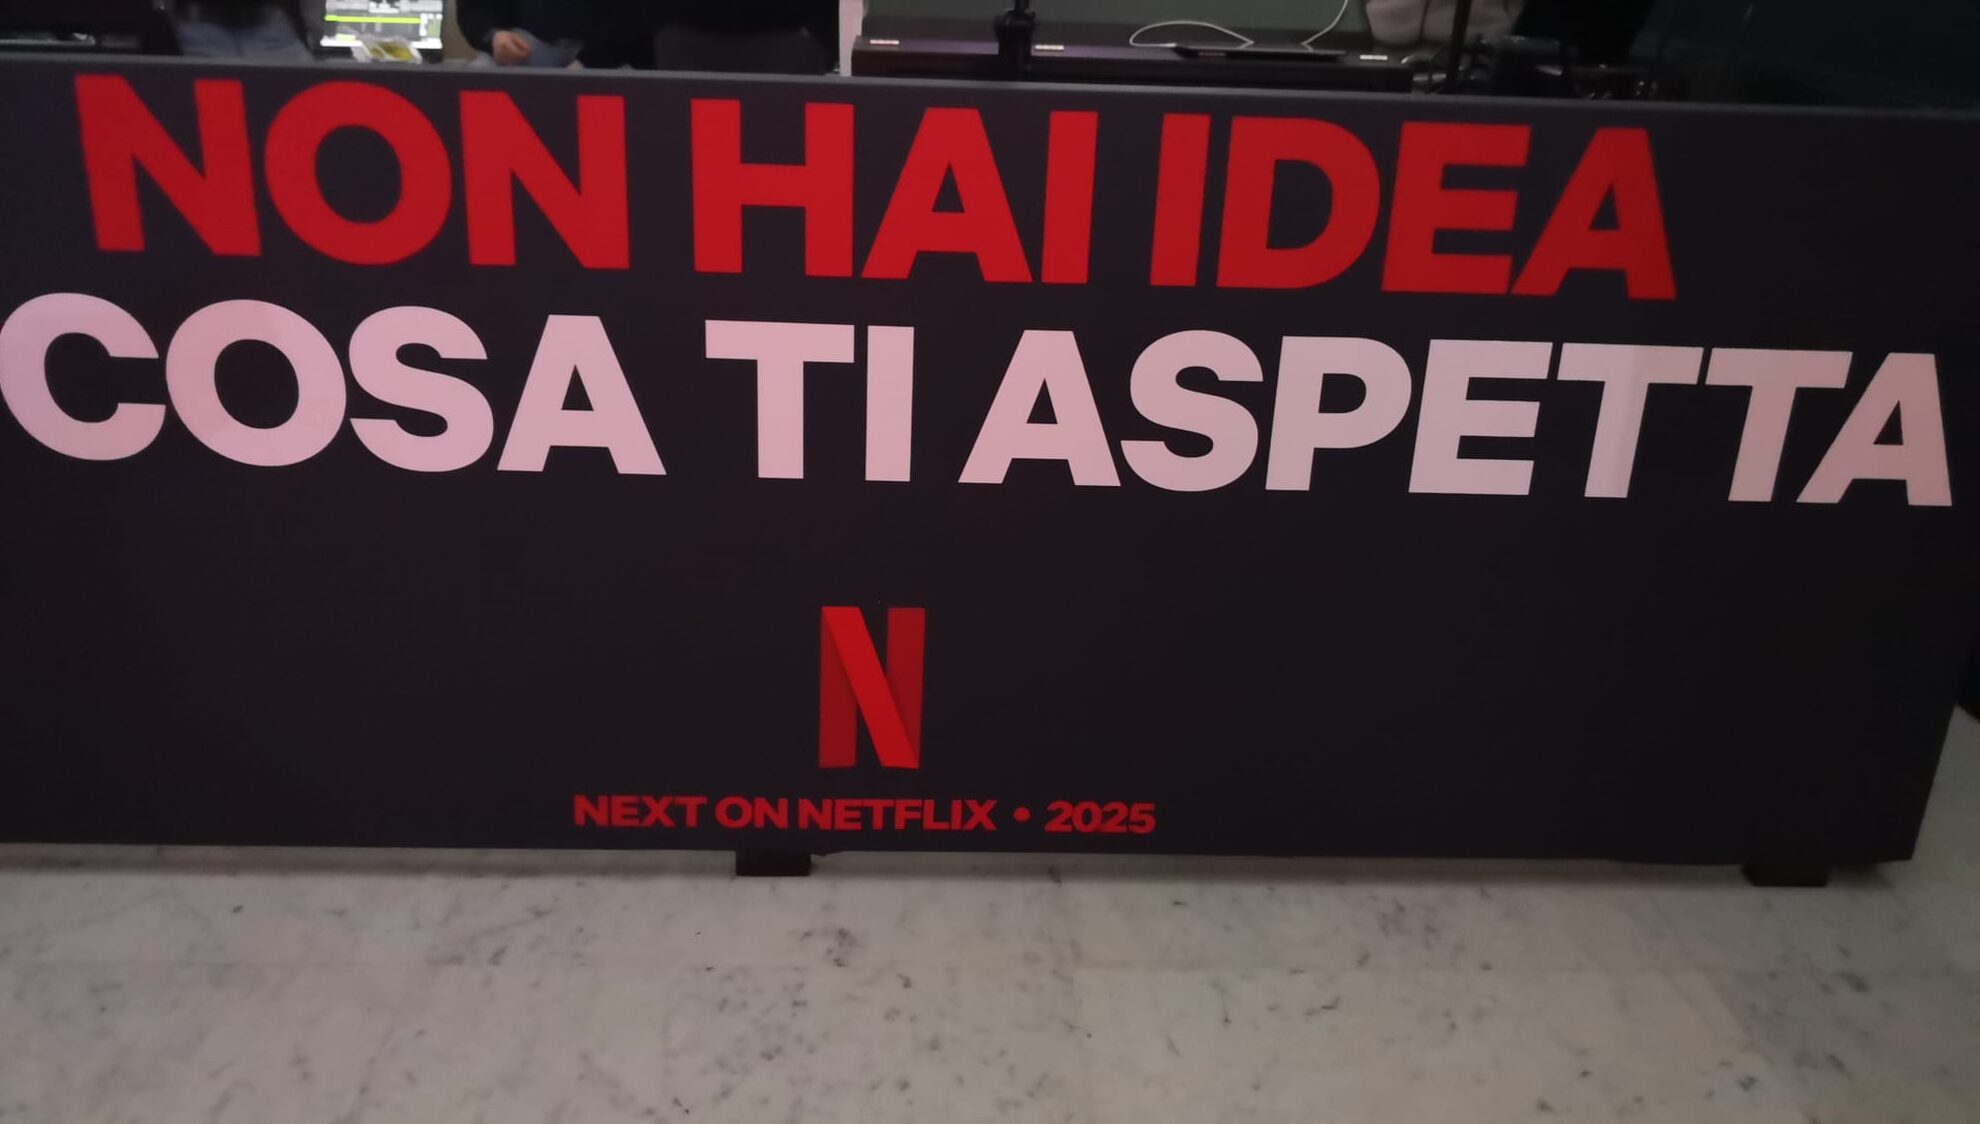 NON HAI IDEA
COSA TI ASPETTA
N
NEXT ON NETFLIX • 2025